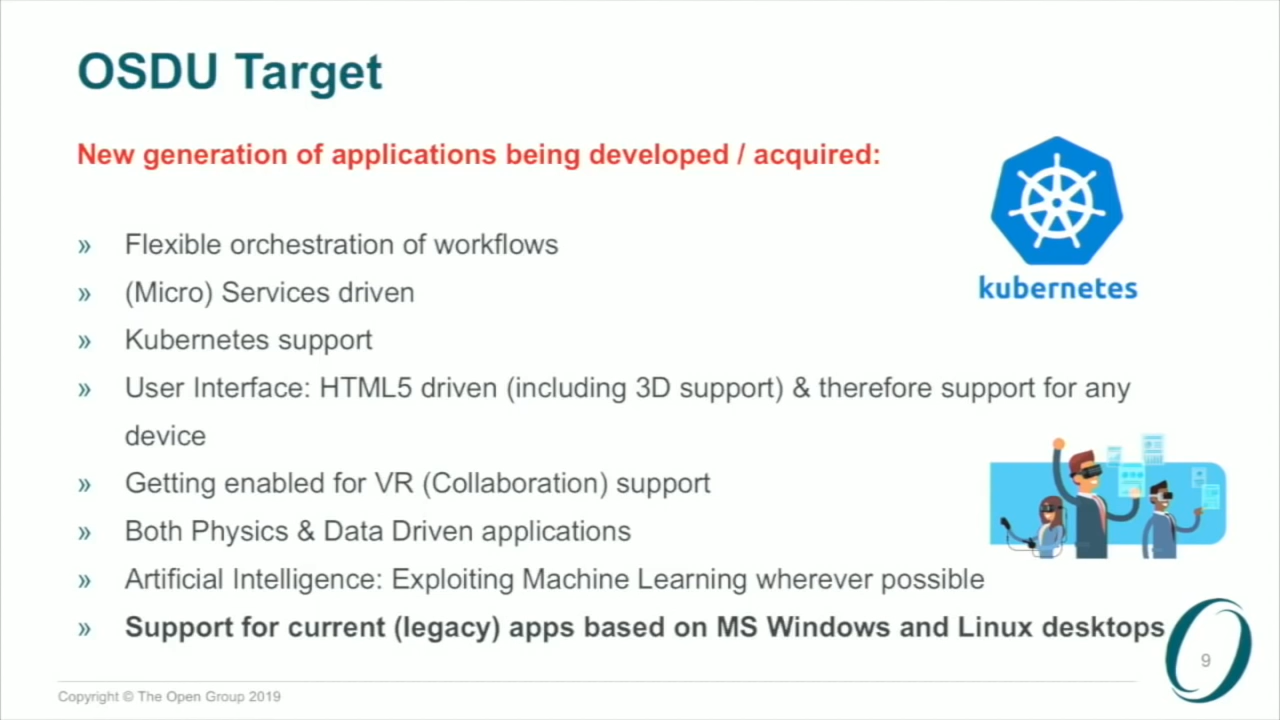 OSDU Target
New generation of applications being developed / acquired:
» Flexible orchestration of workflows
» (Micro) Services driven
» Kubernetes support
» User Interface: HTML5 driven (including 3D support) & therefore support for any
device
» Getting enabled for VR (Collaboration) support
» Both Physics & Data Driven applications
» Artificial Intelligence: Exploiting Machine Learning wherever possible
» Support for current (legacy) apps based on MS Windows and Linux desktops
kubernetes
9
Copyright © The Open Group 2019